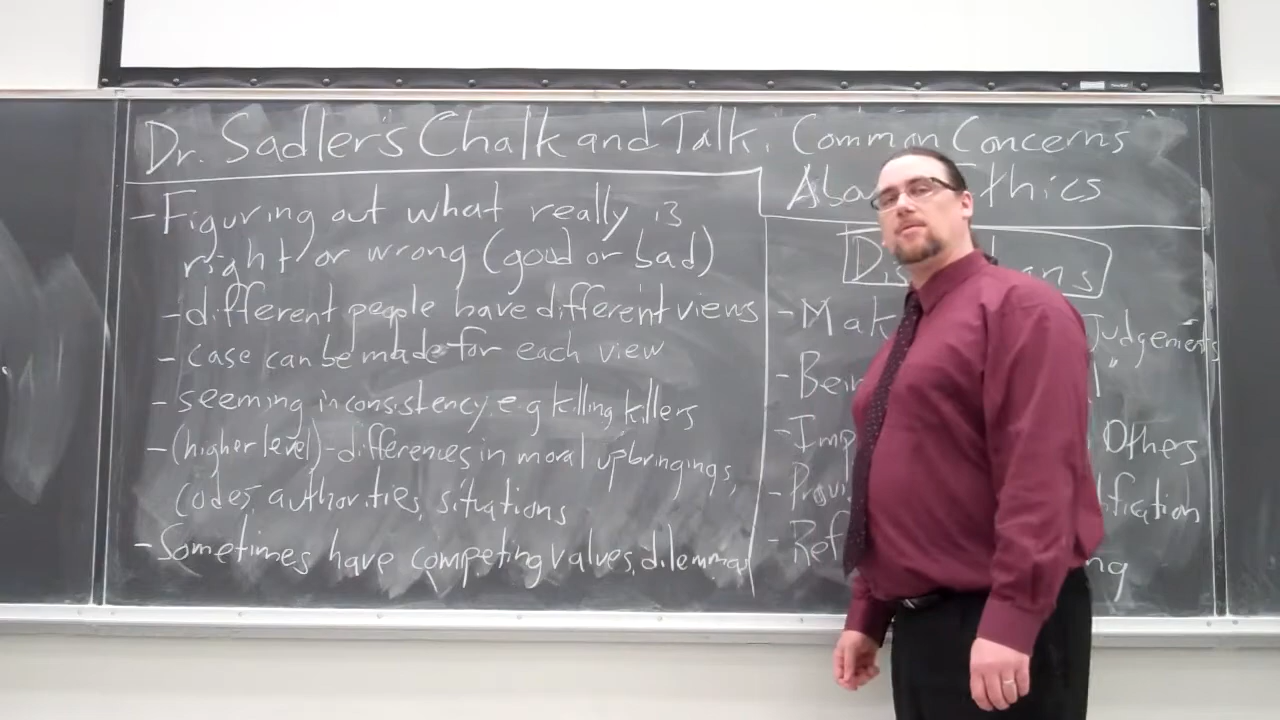 Dr. Sadler's Chalk and Talk: Common Concerns
Ethics
- Figuring out what really is
right or wrong (good or bad)
- different people have different views
- case can be made for each view
- seeming inconsistency, e.g killing killers
- (higher level) - differences in moral upbringings,
codes, authorities, situations
- Sometimes have competing values, dilemmas
Judgements
Others